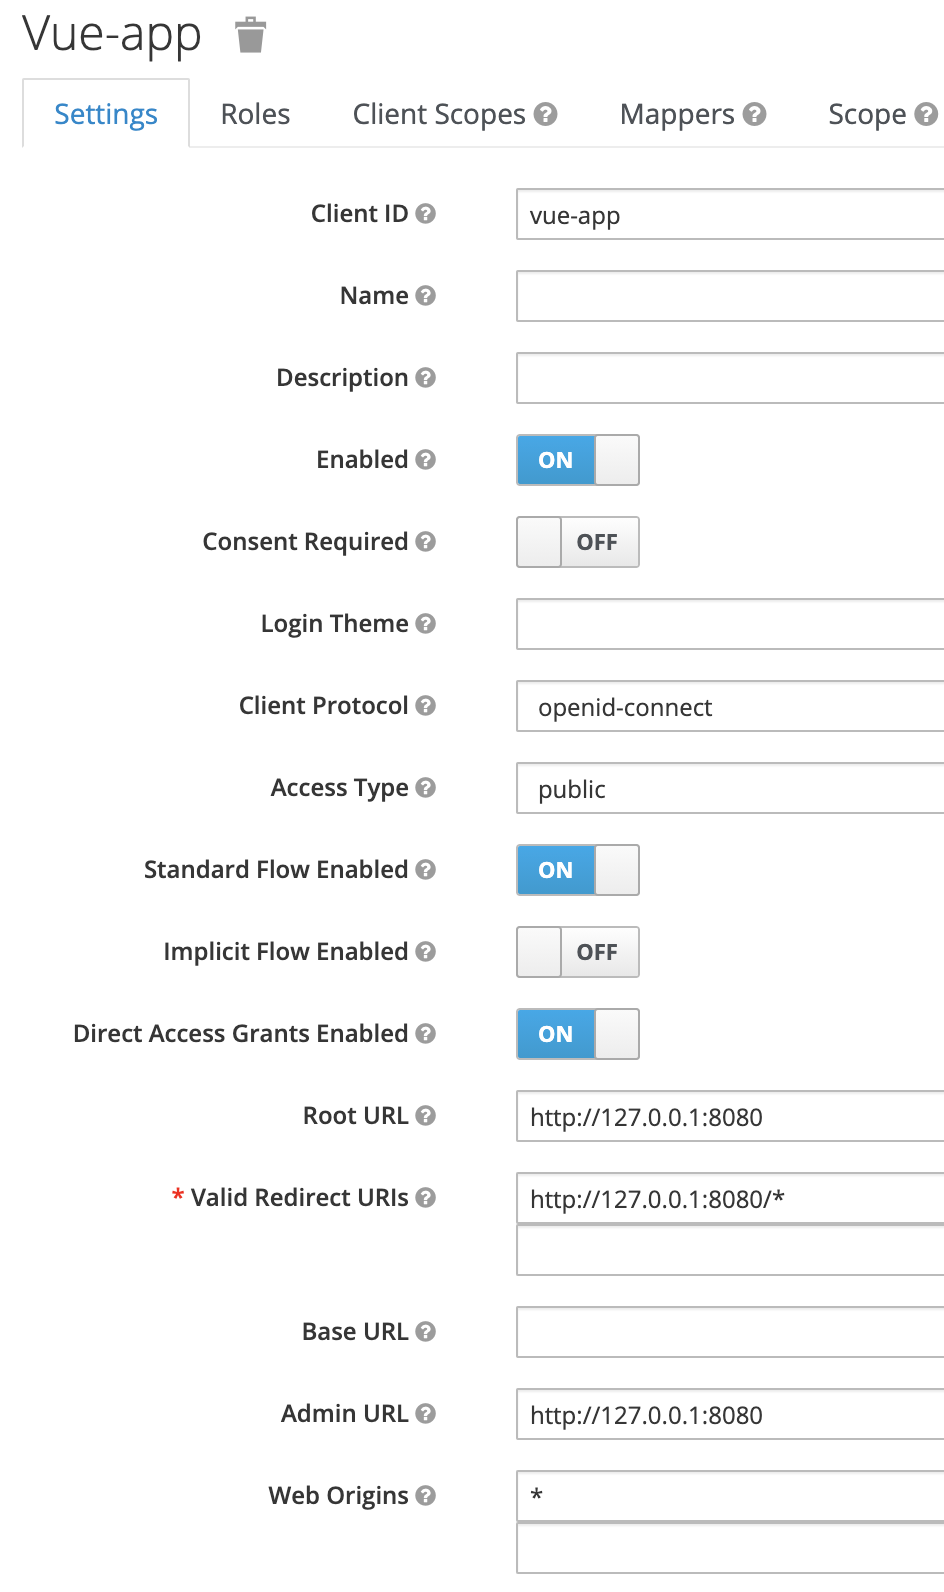 Vue-app
Settings Roles Client Scopes Mappers Scope
Client ID vue-app
Name
Description
Enabled ON
Consent Required OFF
Login Theme
Client Protocol openid-connect
Access Type public
Standard Flow Enabled ON
Implicit Flow Enabled OFF
Direct Access Grants Enabled ON
Root URL http://127.0.0.1:8080
* Valid Redirect URIs http://127.0.0.1:8080/*
Base URL
Admin URL http://127.0.0.1:8080
Web Origins *